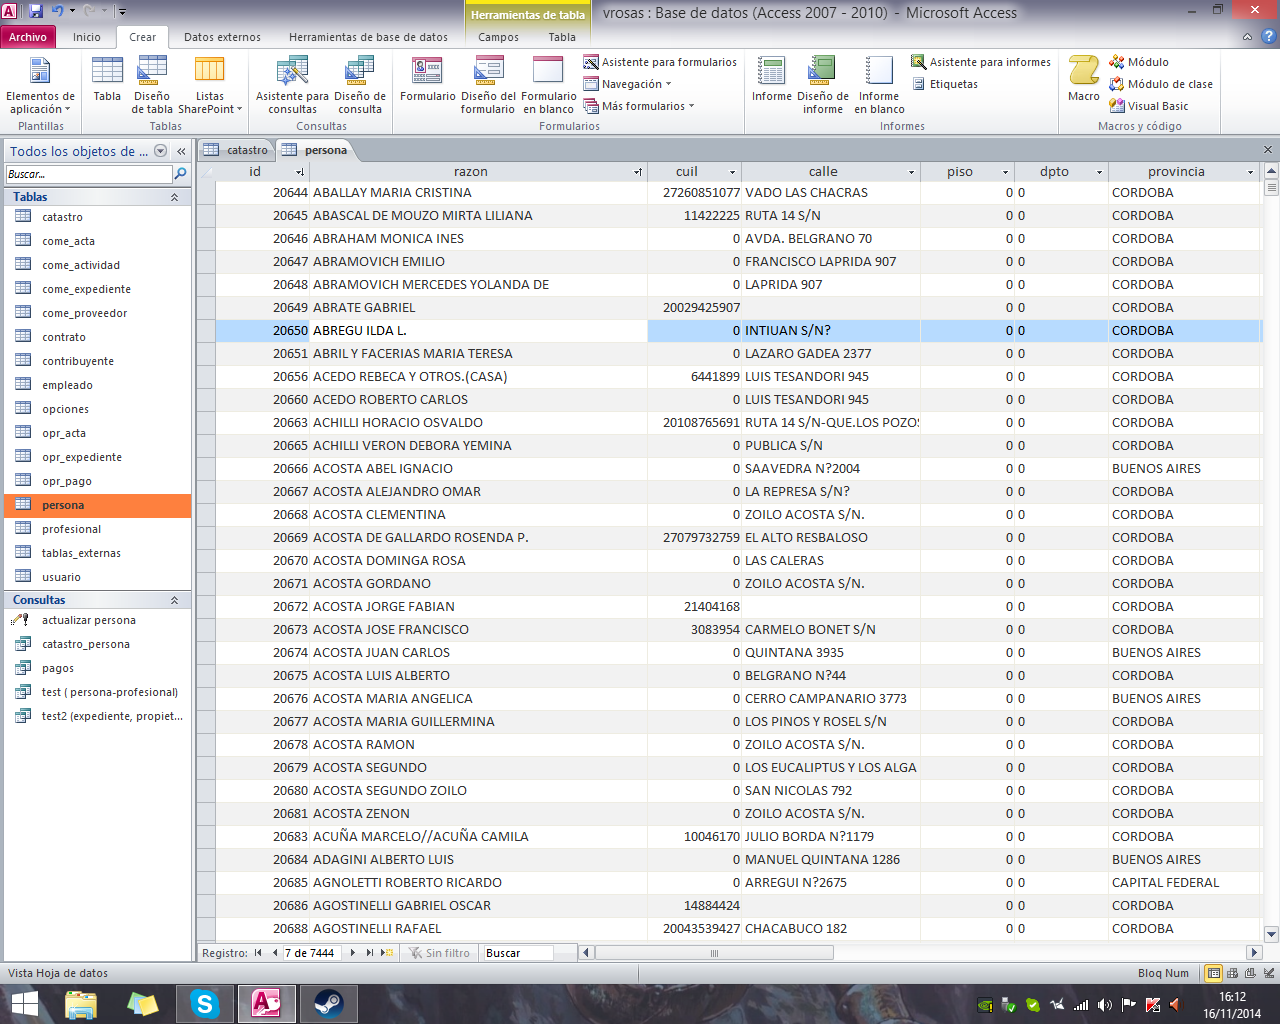 Herramientas de tabla
vrosas : Base de datos (Access 2007 - 2010) - Microsoft Access
Archivo Inicio Crear Datos externos Herramientas de base de datos Campos Tabla
Elementos de aplicación
Plantillas
Tabla
Diseño de tabla
Listas SharePoint
Tablas
Asistente para consultas
Diseño de consulta
Consultas
Formulario
Diseño del formulario
Formulario en blanco
Asistente para formularios
Navegación
Más formularios
Formularios
Informe
Diseño de informe
Informe en blanco
Asistente para informes
Etiquetas
Informes
Macro
Módulo
Módulo de clase
Visual Basic
Macros y código
Todos los objetos de ...
Buscar...
Tablas
catastro
come_acta
come_actividad
come_expediente
come_proveedor
contrato
contribuyente
empleado
opciones
opr_acta
opr_expediente
opr_pago
persona
profesional
tablas_externas
usuario
Consultas
actualizar persona
catastro_persona
pagos
test ( persona-profesional)
test2 (expediente, propiet...
catastro persona
id razon cuil calle piso dpto provincia
20644 ABALLAY MARIA CRISTINA 27260851077 VADO LAS CHACRAS 0 0 CORDOBA
20645 ABASCAL DE MOUZO MIRTA LILIANA 11422225 RUTA 14 S/N 0 0 CORDOBA
20646 ABRAHAM MONICA INES 0 AVDA. BELGRANO 70 0 0 CORDOBA
20647 ABRAMOVICH EMILIO 0 FRANCISCO LAPRIDA 907 0 0 CORDOBA
20648 ABRAMOVICH MERCEDES YOLANDA DE 0 LAPRIDA 907 0 0 CORDOBA
20649 ABRATE GABRIEL 20029425907 0 0 CORDOBA
20650 ABREGU ILDA L. 0 INTIUAN S/N? 0 0 CORDOBA
20651 ABRIL Y FACERIAS MARIA TERESA 0 LAZARO GADEA 2377 0 0 CORDOBA
20656 ACEDO REBECA Y OTROS.(CASA) 6441899 LUIS TESANDORI 945 0 0 CORDOBA
20660 ACEDO ROBERTO CARLOS 0 LUIS TESANDORI 945 0 0 CORDOBA
20663 ACHILLI HORACIO OSVALDO 20108765691 RUTA 14 S/N-QUE.LOS POZOS 0 0 CORDOBA
20665 ACHILLI VERON DEBORA YEMINA 0 PUBLICA S/N 0 0 CORDOBA
20666 ACOSTA ABEL IGNACIO 0 SAAVEDRA N?2004 0 0 BUENOS AIRES
20667 ACOSTA ALEJANDRO OMAR 0 LA REPRESA S/N? 0 0 CORDOBA
20668 ACOSTA CLEMENTINA 0 ZOILO ACOSTA S/N. 0 0 CORDOBA
20669 ACOSTA DE GALLARDO ROSENDA P. 27079732759 EL ALTO RESBALOSO 0 0 CORDOBA
20670 ACOSTA DOMINGA ROSA 0 LAS CALERAS 0 0 CORDOBA
20671 ACOSTA GORDANO 0 ZOILO ACOSTA S/N. 0 0 CORDOBA
20672 ACOSTA JORGE FABIAN 21404168 0 0 CORDOBA
20673 ACOSTA JOSE FRANCISCO 3083954 CARMELO BONET S/N 0 0 CORDOBA
20674 ACOSTA JUAN CARLOS 0 QUINTANA 3935 0 0 BUENOS AIRES
20675 ACOSTA LUIS ALBERTO 0 BELGRANO N?44 0 0 CORDOBA
20676 ACOSTA MARIA ANGELICA 0 CERRO CAMPANARIO 3773 0 0 BUENOS AIRES
20677 ACOSTA MARIA GUILLERMINA 0 LOS PINOS Y ROSEL S/N 0 0 CORDOBA
20678 ACOSTA RAMON 0 ZOILO ACOSTA S/N. 0 0 CORDOBA
20679 ACOSTA SEGUNDO 0 LOS EUCALIPTUS Y LOS ALGA 0 0 CORDOBA
20680 ACOSTA SEGUNDO ZOILO 0 SAN NICOLAS 792 0 0 CORDOBA
20681 ACOSTA ZENON 0 ZOILO ACOSTA S/N. 0 0 CORDOBA
20683 ACUÑA MARCELO//ACUÑA CAMILA 10046170 JULIO BORDA N?1179 0 0 CORDOBA
20684 ADAGINI ALBERTO LUIS 0 MANUEL QUINTANA 1286 0 0 BUENOS AIRES
20685 AGNOLETTI ROBERTO RICARDO 0 ARREGUI N?2675 0 0 CAPITAL FEDERAL
20686 AGOSTINELLI GABRIEL OSCAR 14884424 0 0 CORDOBA
20688 AGOSTINELLI RAFAEL 20043539427 CHACABUCO 182 0 0 CORDOBA
Registro: 7 de 7444 Sin filtro Buscar
Vista Hoja de datos Bloq Num
16:12
16/11/2014